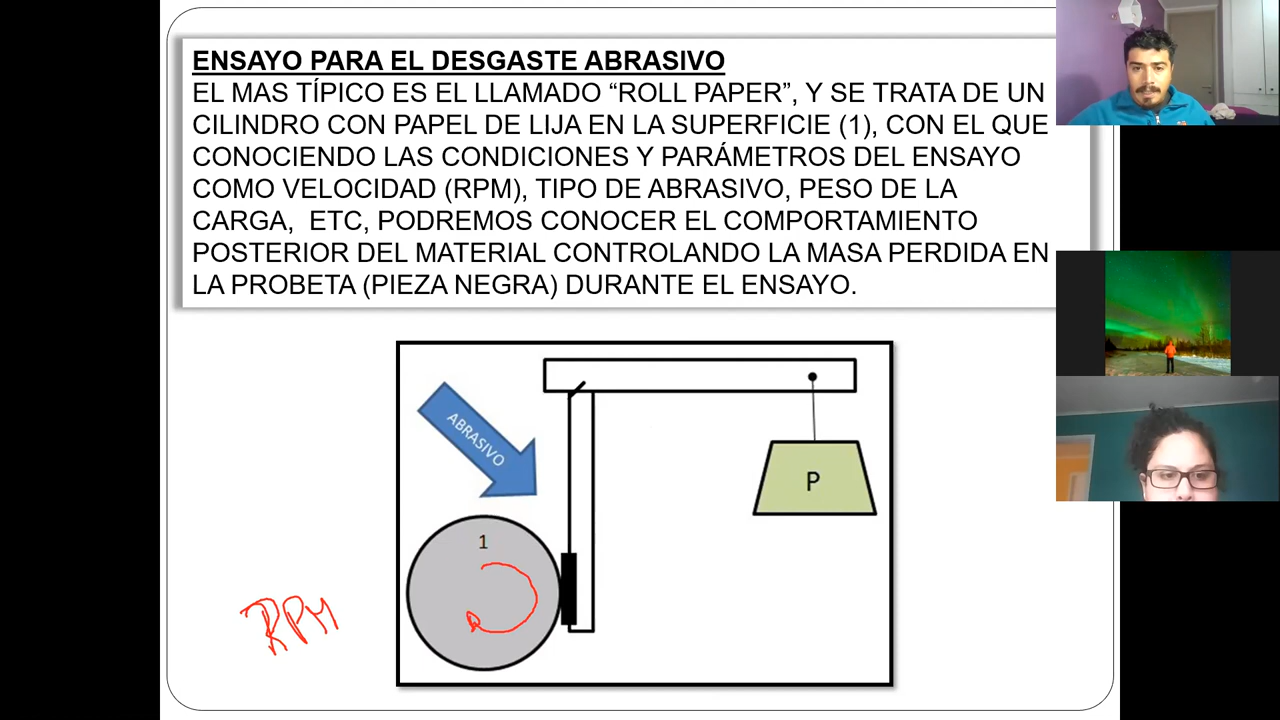 ENSAYO PARA EL DESGASTE ABRASIVO
EL MAS TÍPICO ES EL LLAMADO “ROLL PAPER”, Y SE TRATA DE UN
CILINDRO CON PAPEL DE LIJA EN LA SUPERFICIE (1), CON EL QUE
CONOCIENDO LAS CONDICIONES Y PARÁMETROS DEL ENSAYO
COMO VELOCIDAD (RPM), TIPO DE ABRASIVO, PESO DE LA
CARGA, ETC, PODREMOS CONOCER EL COMPORTAMIENTO
POSTERIOR DEL MATERIAL CONTROLANDO LA MASA PERDIDA EN
LA PROBETA (PIEZA NEGRA) DURANTE EL ENSAYO.
ABRASIVO
P
1
RPM